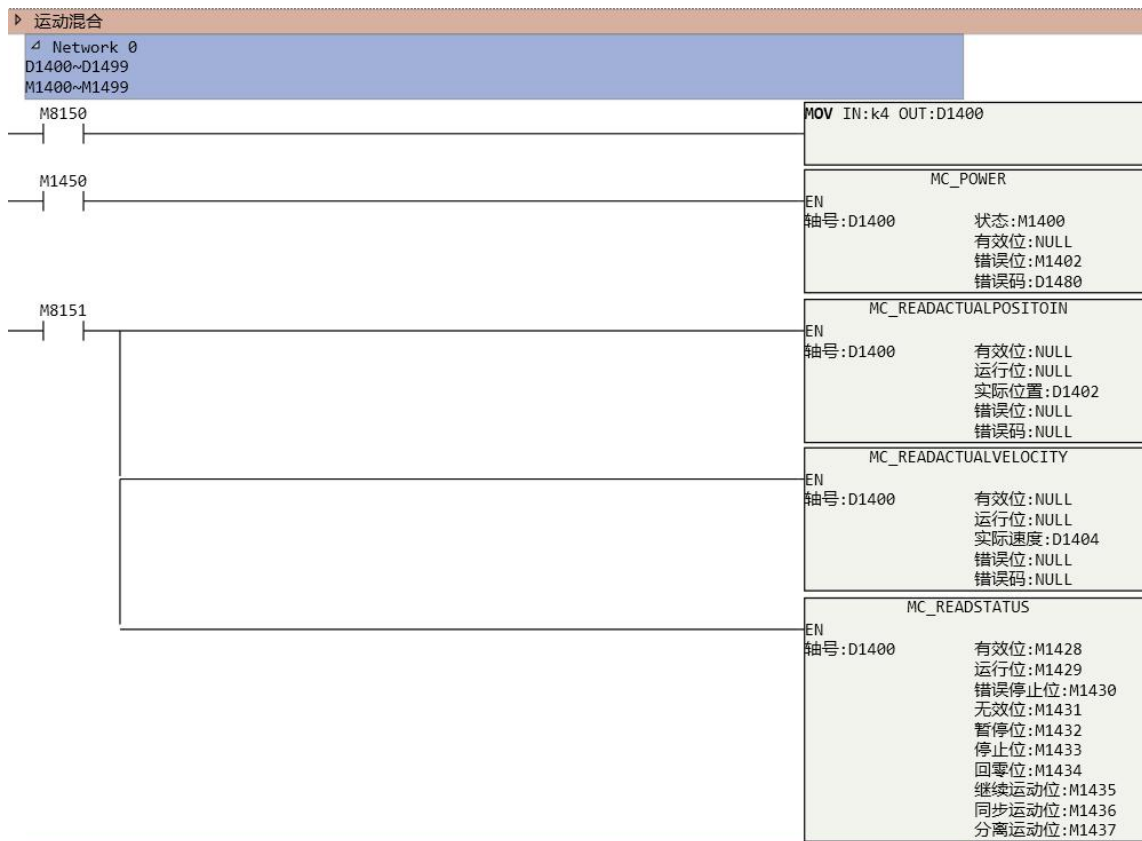 运动混合
Network 0
D1400~D1499
M1400~M1499
M8150
MOV IN:k4 OUT:D1400
M1450
MC_POWER
EN
轴号:D1400 状态:M1400
有效位:NULL
错误位:M1402
错误码:D1480
M8151
MC_READACTUALPOSITOIN
EN
轴号:D1400 有效位:NULL
运行位:NULL
实际位置:D1402
错误位:NULL
错误码:NULL
MC_READACTUALVELOCITY
EN
轴号:D1400 有效位:NULL
运行位:NULL
实际速度:D1404
错误位:NULL
错误码:NULL
MC_READSTATUS
EN
轴号:D1400 有效位:M1428
运行位:M1429
错误停止位:M1430
无效位:M1431
暂停位:M1432
停止位:M1433
回零位:M1434
继续运动位:M1435
同步运动位:M1436
分离运动位:M1437